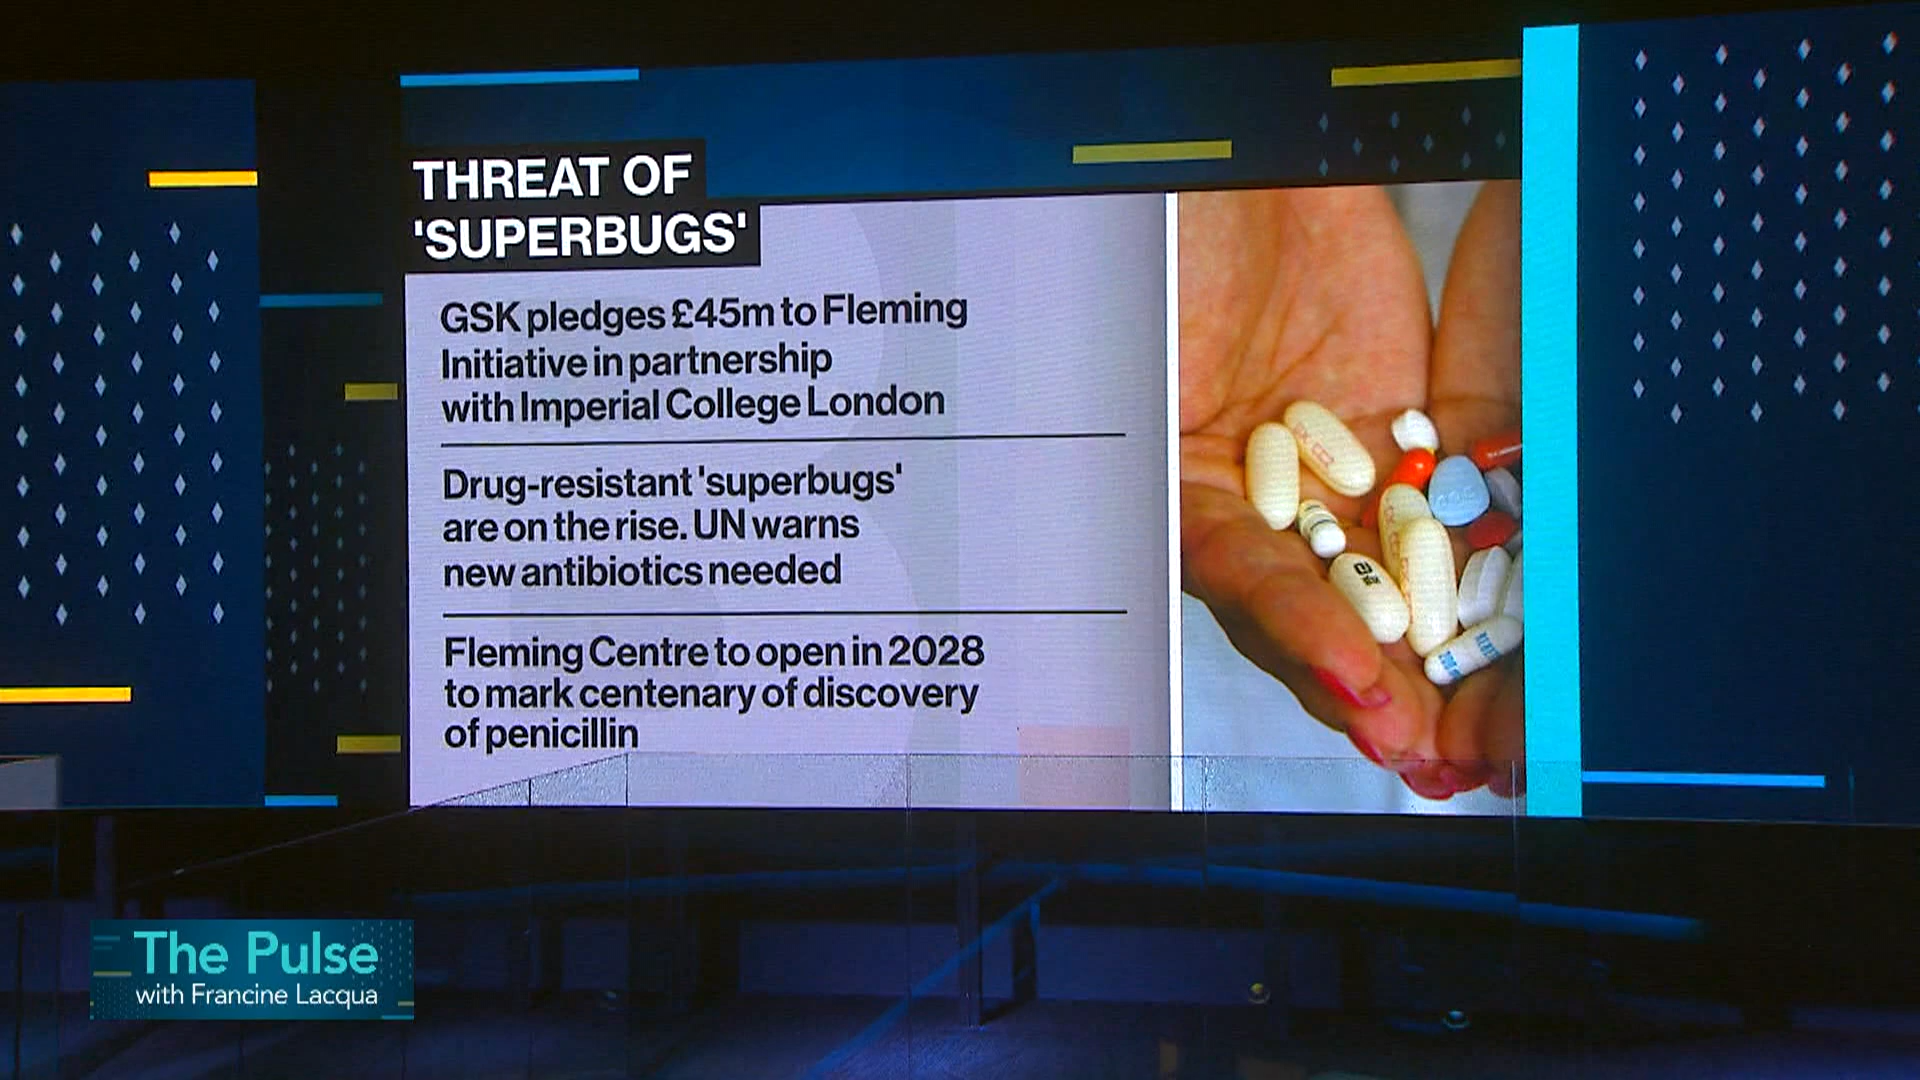 THREAT OF
'SUPERBUGS'
GSK pledges £45m to Fleming
Initiative in partnership
with Imperial College London
Drug-resistant 'superbugs'
are on the rise. UN warns
new antibiotics needed
Fleming Centre to open in 2028
to mark centenary of discovery
of penicillin
The Pulse
with Francine Lacqua